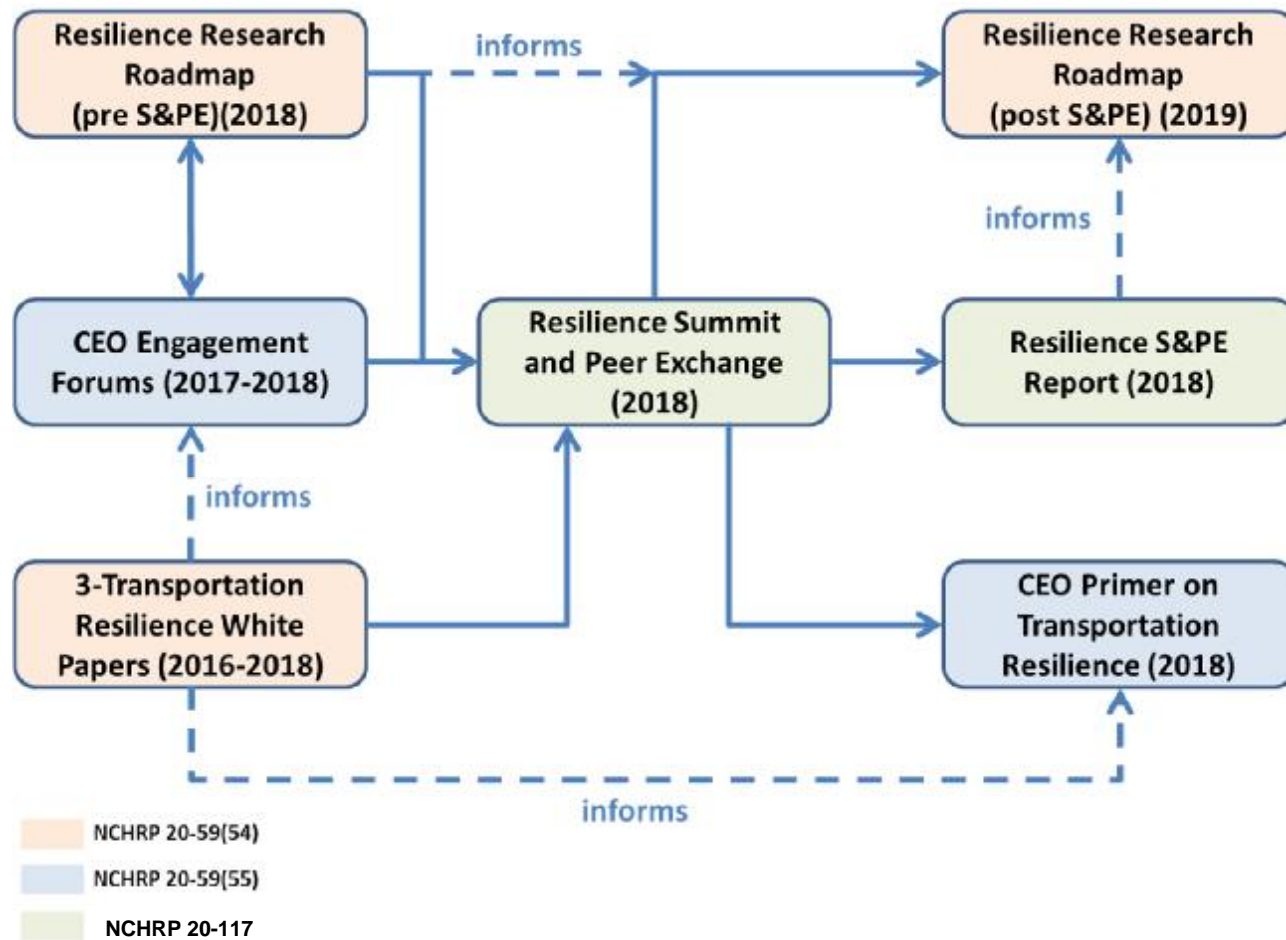 Resilience Research
Roadmap
(pre S&PE)(2018)
informs
Resilience Research
Roadmap
(post S&PE) (2019)
informs
CEO Engagement
Forums (2017-2018)
Resilience Summit
and Peer Exchange
(2018)
Resilience S&PE
Report (2018)
informs
3-Transportation
Resilience White
Papers (2016-2018)
CEO Primer on
Transportation
Resilience (2018)
informs
NCHRP 20-59(54)
NCHRP 20-59(55)
NCHRP 20-117